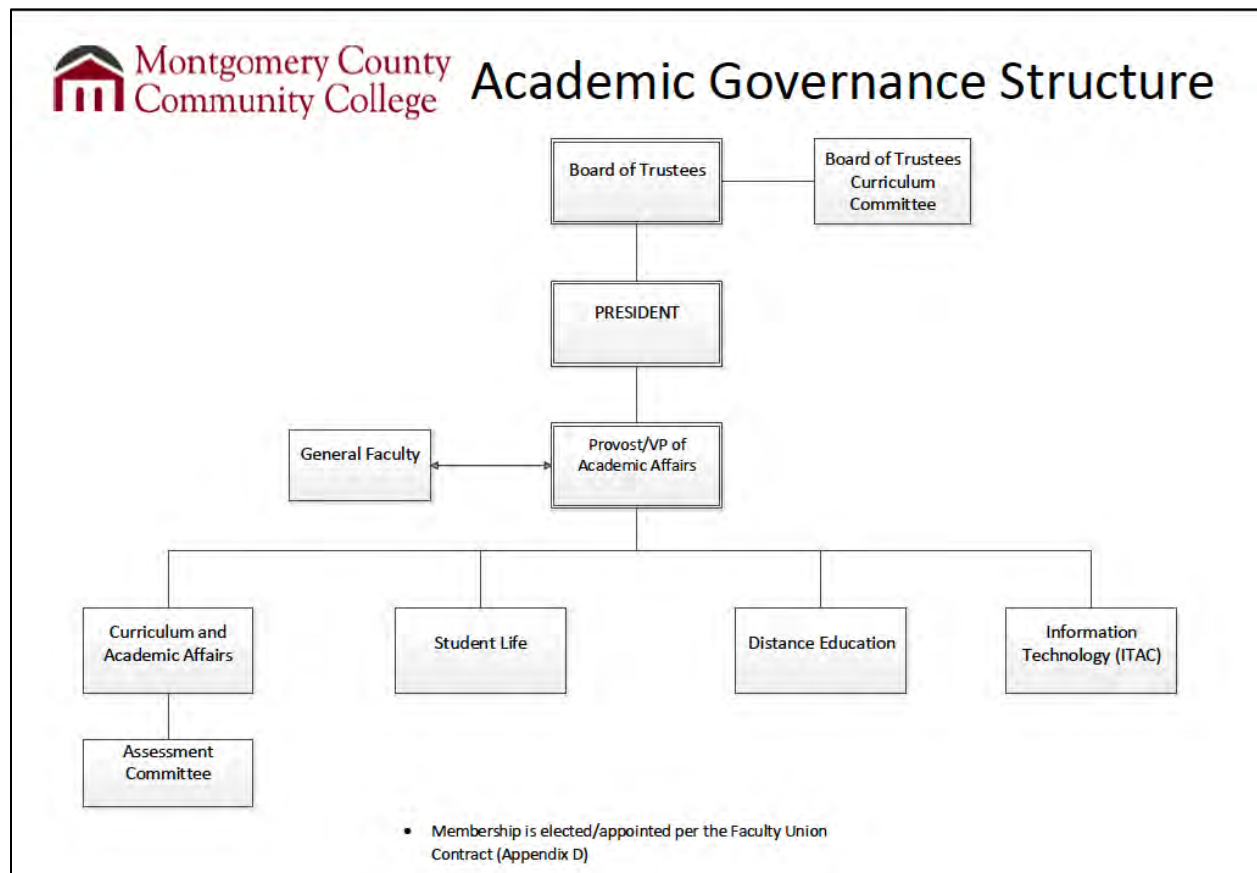 Montgomery County
Community College
Academic Governance Structure
Board of Trustees
Board of Trustees
Curriculum
Committee
PRESIDENT
General Faculty
Provost/VP of
Academic Affairs
Curriculum and
Academic Affairs
Student Life
Distance Education
Information
Technology (ITAC)
Assessment
Committee
• Membership is elected/appointed per the Faculty Union
Contract (Appendix D)